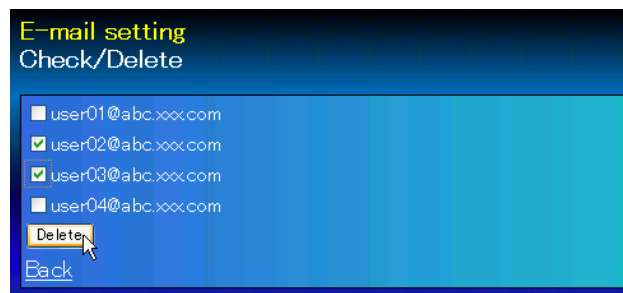 E-mail setting
Check/Delete
user01@abc.xxx.com
user02@abc.xxx.com
user03@abc.xxx.com
user04@abc.xxx.com
Delete
Back